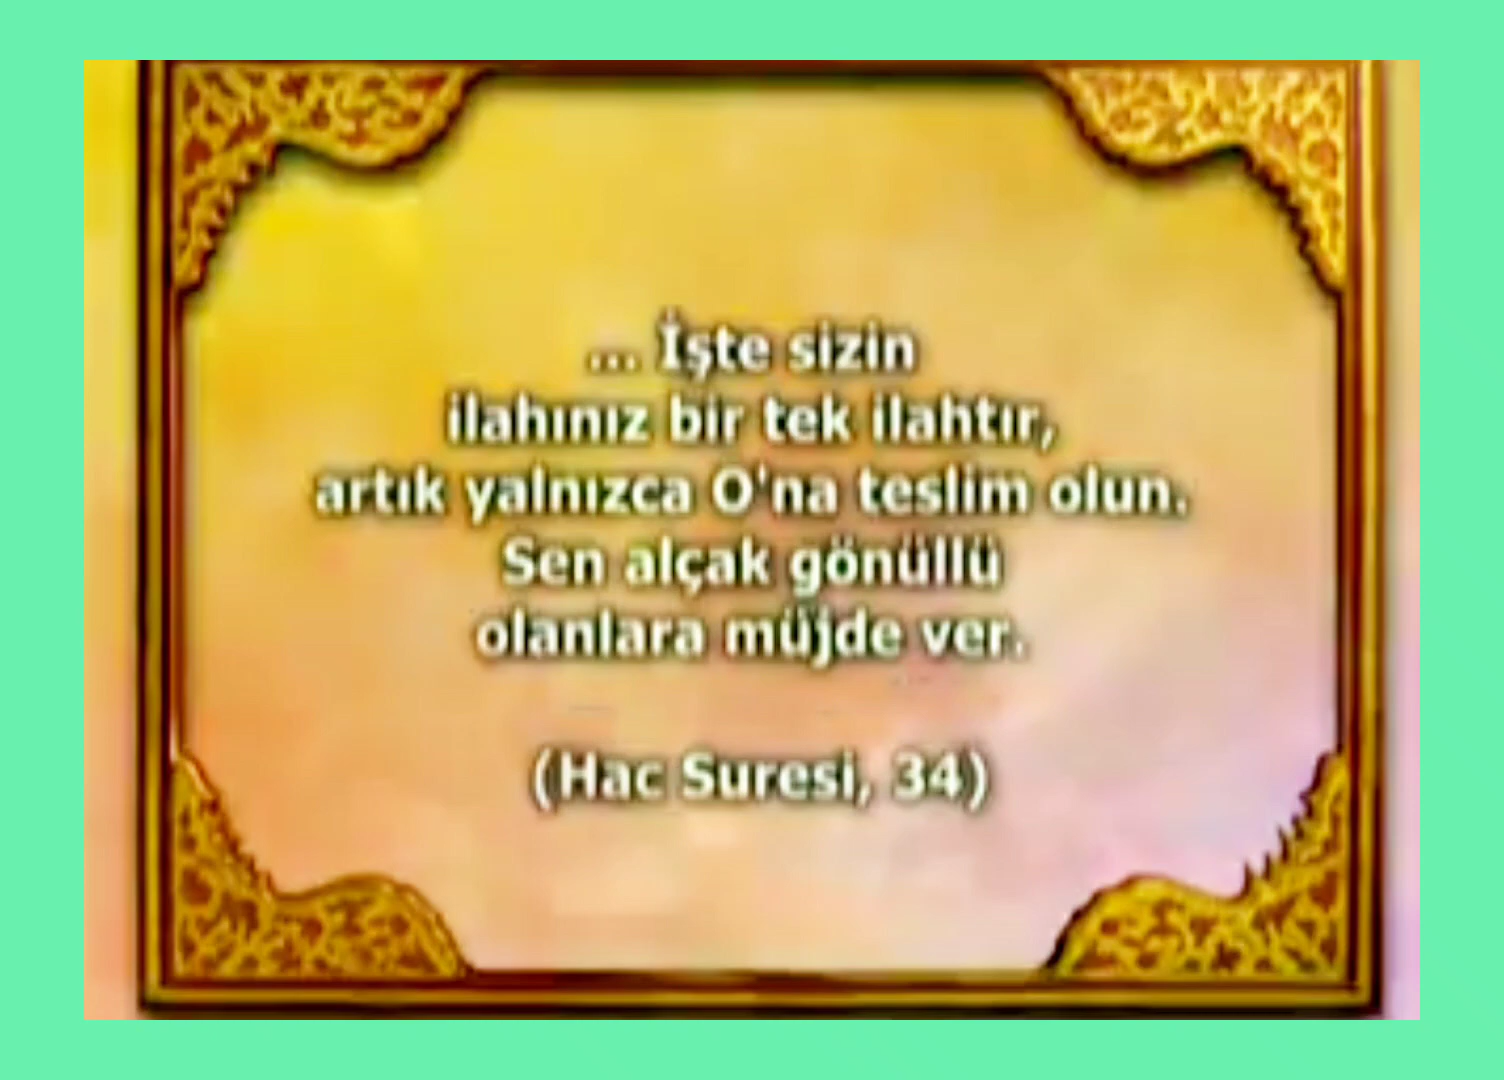 ... İşte sizin
ilahınız bir tek ilahtır,
artık yalnızca O'na teslim olun.
Sen alçak gönüllü
olanlara müjde ver.
(Hac Suresi, 34)